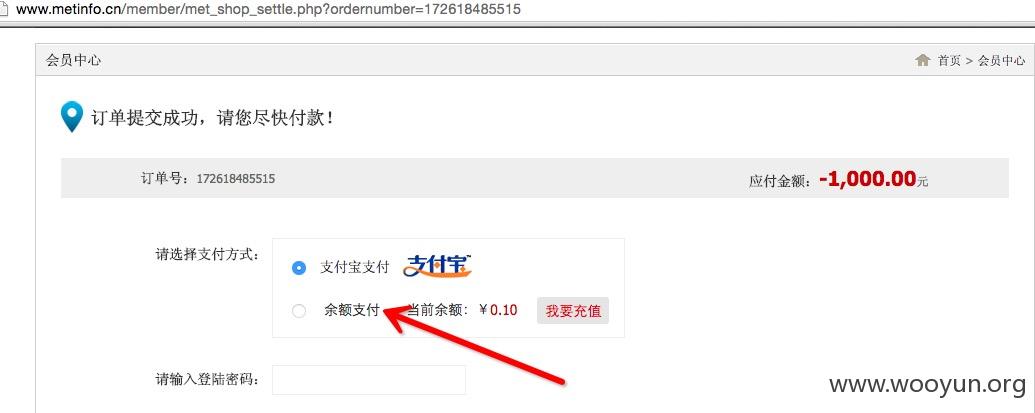 www.metinfo.cn/member/met_shop_settle.php?ordernumber=172618485515
会员中心
首页 > 会员中心
订单提交成功，请您尽快付款！
订单号：172618485515
应付金额：-1,000.00元
请选择支付方式：
支付宝支付 支付宝
余额支付 当前余额：￥0.10 我要充值
请输入登陆密码：
www.wooyun.org